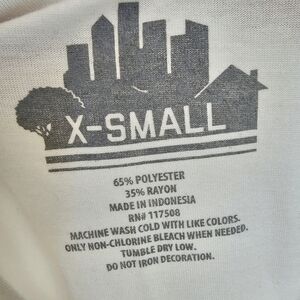 X-SMALL
65% POLYESTER
35% RAYON
MADE IN INDONESIA
RN# 117508
MACHINE WASH COLD WITH LIKE COLORS.
ONLY NON-CHLORINE BLEACH WHEN NEEDED.
TUMBLE DRY LOW.
DO NOT IRON DECORATION.